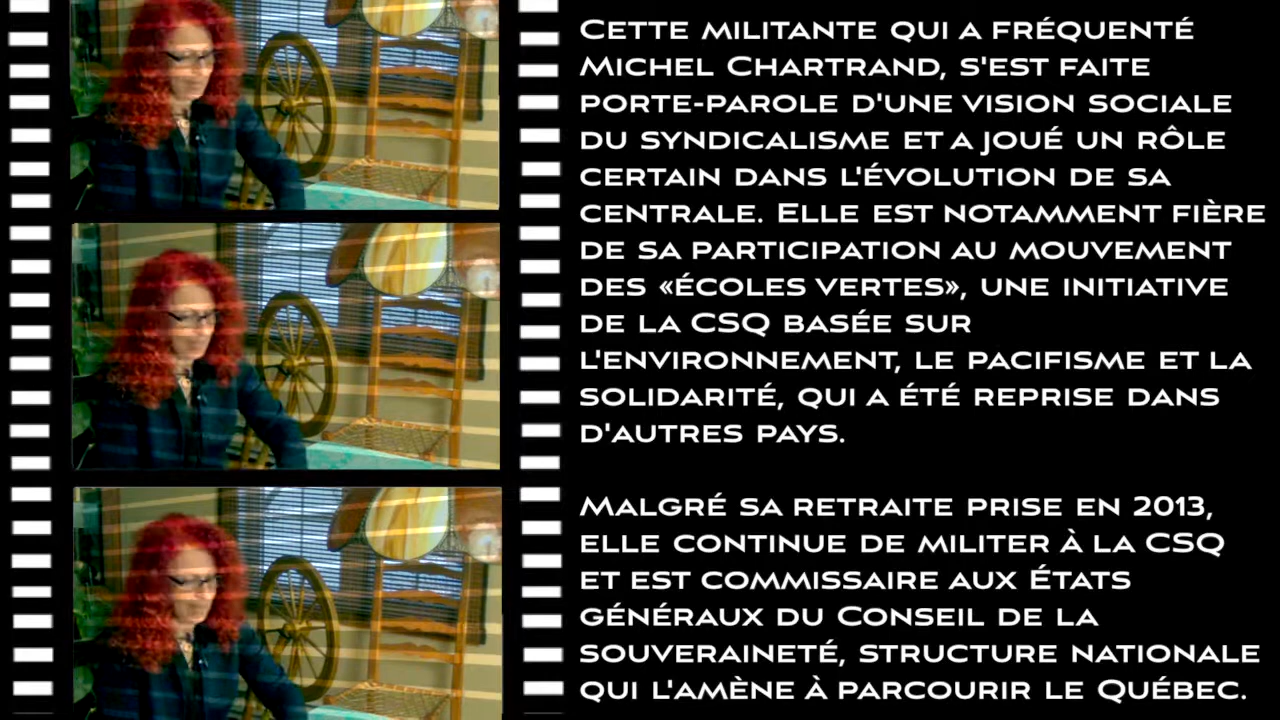 Cette militante qui a fréquenté
Michel Chartrand, s'est faite
porte-parole d'une vision sociale
du syndicalisme et a joué un rôle
certain dans l'évolution de sa
centrale. Elle est notamment fière
de sa participation au mouvement
des «écoles vertes», une initiative
de la CSQ basée sur
l'environnement, le pacifisme et la
solidarité, qui a été reprise dans
d'autres pays.
Malgré sa retraite prise en 2013,
elle continue de militer à la CSQ
et est commissaire aux États
généraux du Conseil de la
souveraineté, structure nationale
qui l'amène à parcourir le Québec.